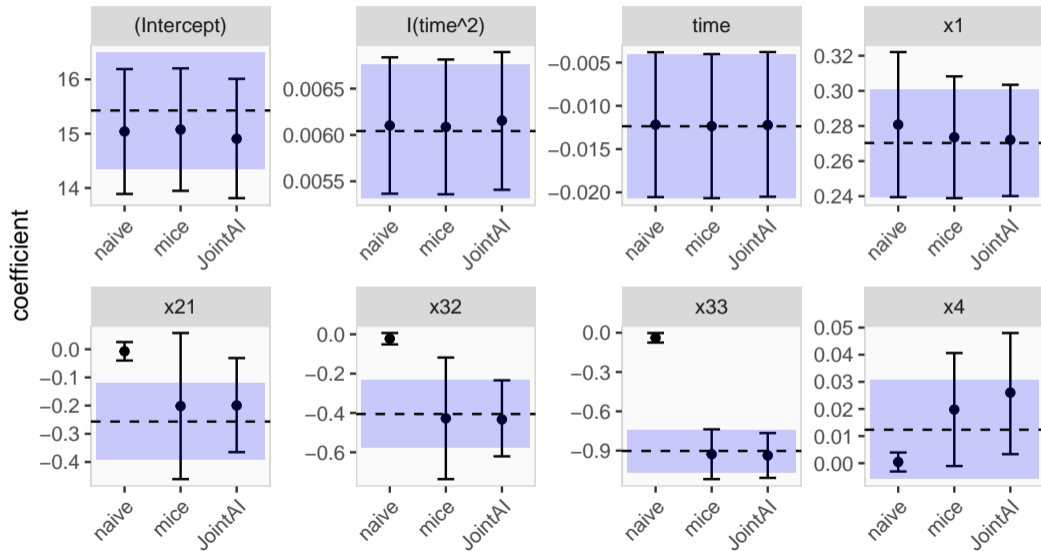 (Intercept)
I(time^2)
time
x1
16
15
14
0.0065
0.0060
0.0055
−0.005
−0.010
−0.015
−0.020
0.32
0.30
0.28
0.26
0.24
naive
mice
JointAI
naive
mice
JointAI
naive
mice
JointAI
naive
mice
JointAI
coefficient
x21
x32
x33
x4
0.0
−0.1
−0.2
−0.3
−0.4
0.0
−0.2
−0.4
−0.6
0.0
−0.3
−0.6
−0.9
0.05
0.04
0.03
0.02
0.01
0.00
naive
mice
JointAI
naive
mice
JointAI
naive
mice
JointAI
naive
mice
JointAI